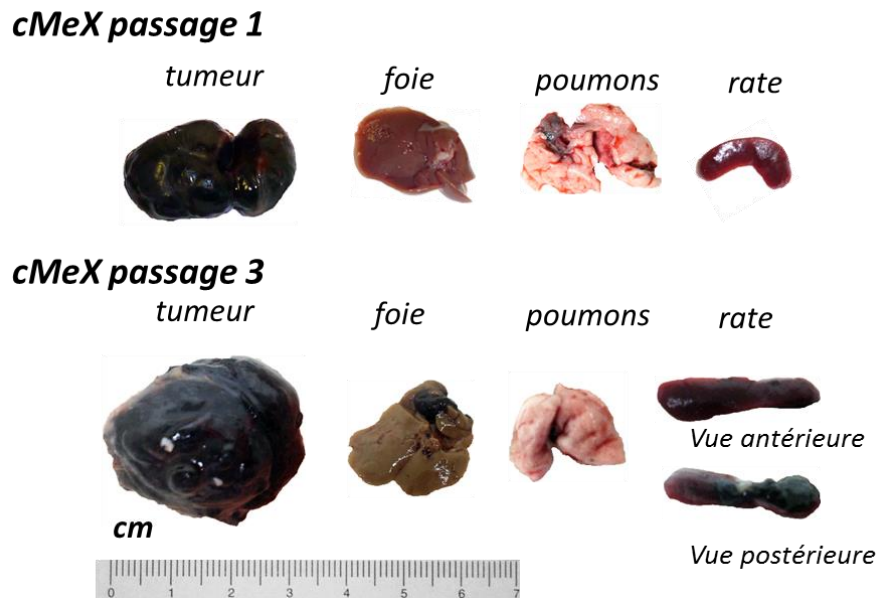 cMeX passage 1
tumeur foie poumons rate
cMeX passage 3
tumeur foie poumons rate
Vue antérieure
cm
Vue postérieure
0 1 2 3 4 5 6 7